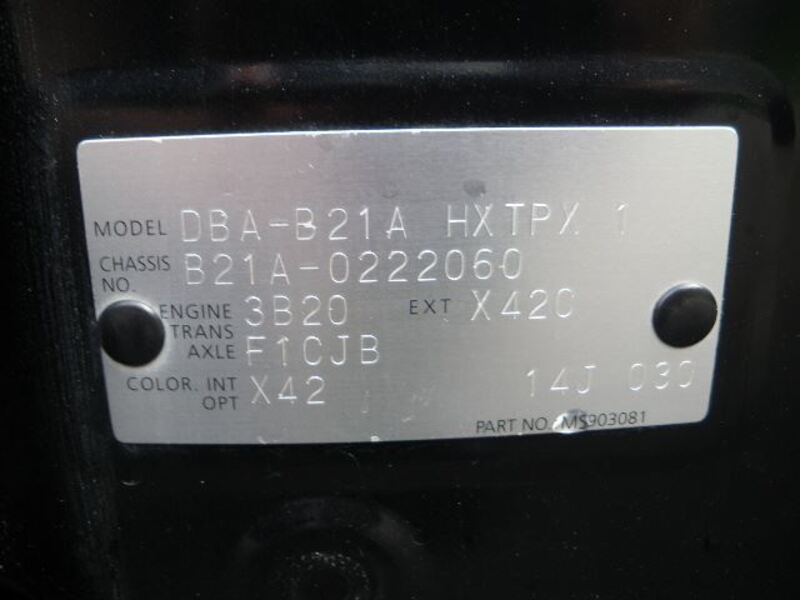 MODEL DBA-B21A HXTPX 1
CHASSIS NO. B21A-0222060
ENGINE 3B20 EXT X42C
TRANS AXLE F1CJB
COLOR. INT OPT X42 14J 030
PART NO. MS903081